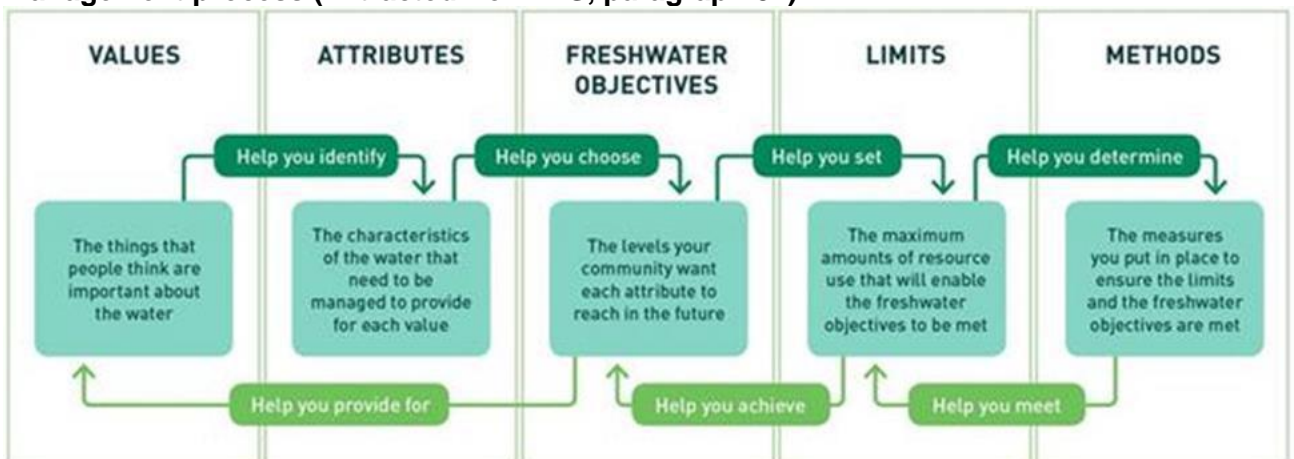 anagement process paragraph
VALUES
ATTRIBUTES
FRESHWATER
OBJECTIVES
LIMITS
METHODS
Help you identify
Help you choose
Help you set
Help you determine
The things that
people think are
important about
the water
The characteristics
of the water that
need to be
managed to provide
for each value
The levels your
community want
each attribute to
reach in the future
The maximum
amounts of resource
use that will enable
the freshwater
objectives to be met
The measures
you put in place to
ensure the limits
and the freshwater
objectives are met
Help you provide for
Help you achieve
Help you meet